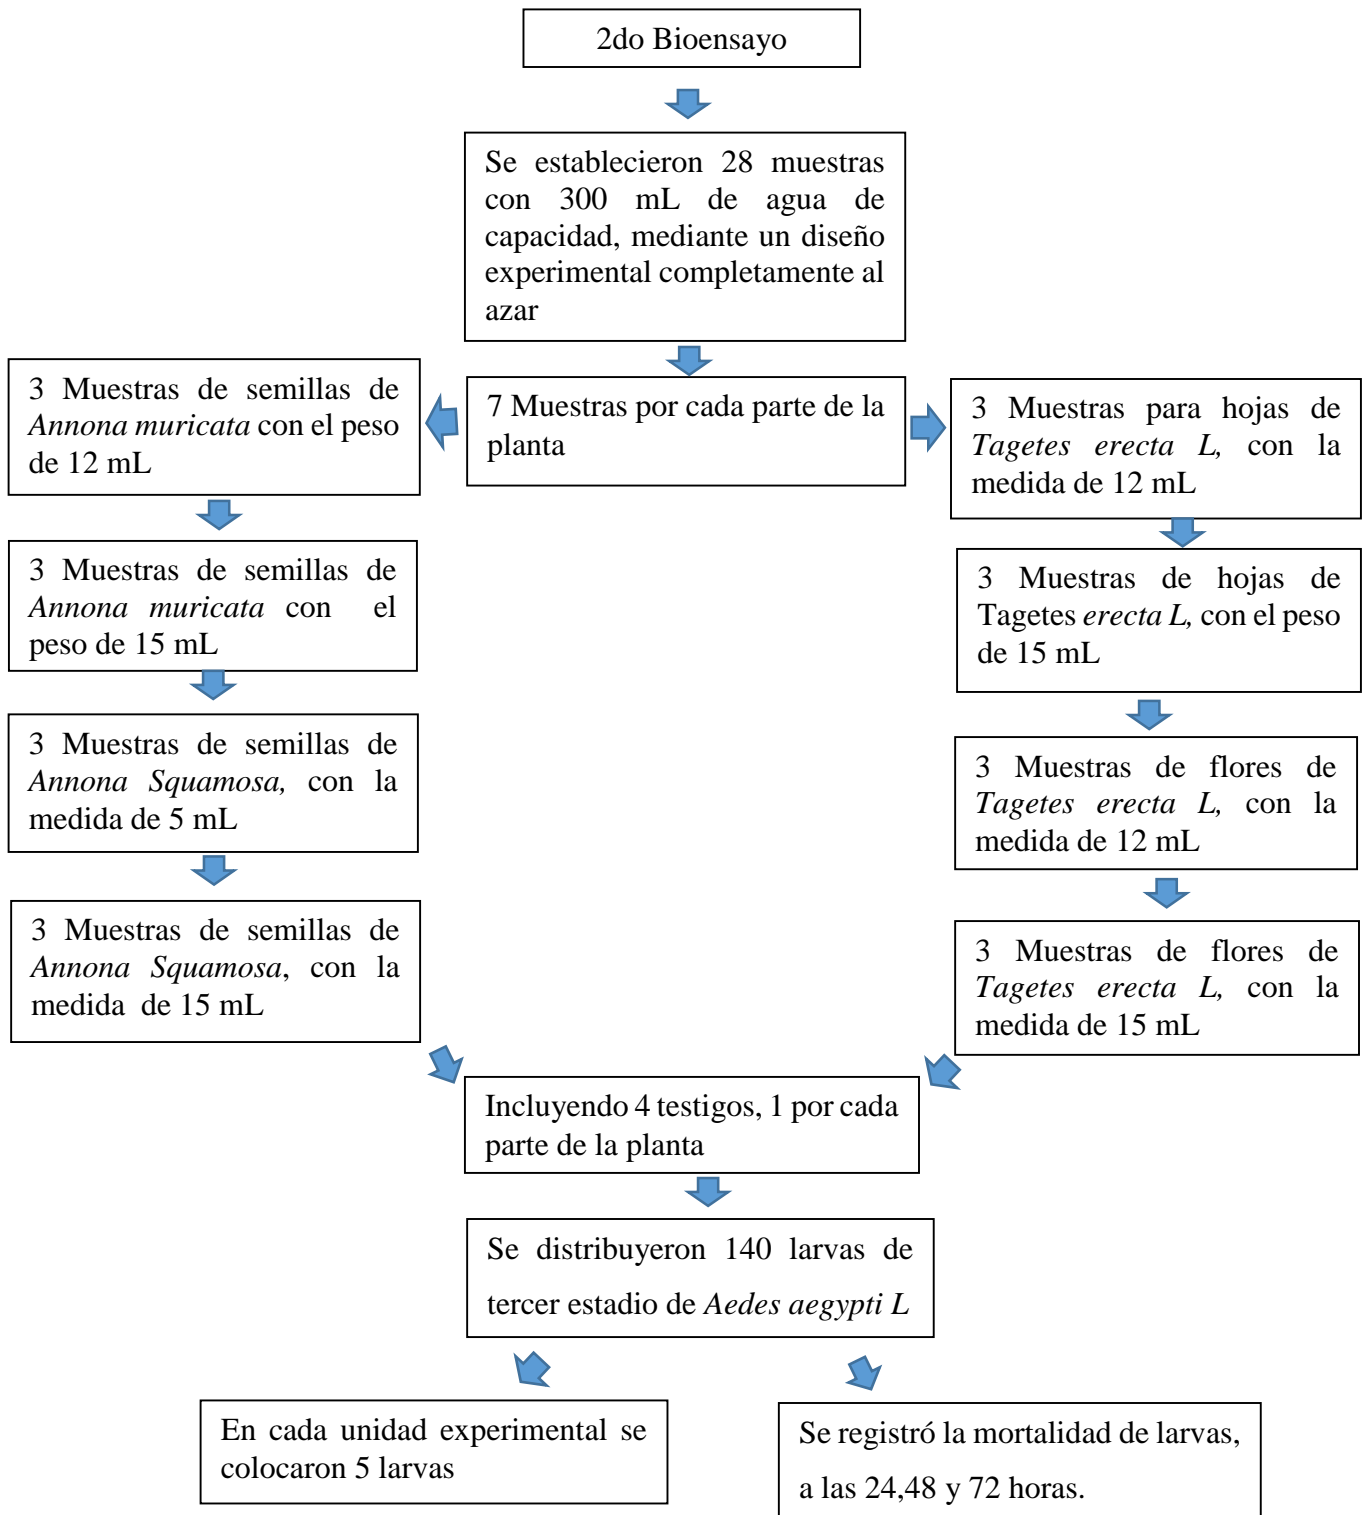 2do Bioensayo
Se establecieron 28 muestras
con 300 mL de agua de
capacidad, mediante un diseño
experimental completamente al
azar
7 Muestras por cada parte de la
planta
3 Muestras de semillas de
Annona muricata con el peso
de 12 mL
3 Muestras de semillas de
Annona muricata con el
peso de 15 mL
3 Muestras de semillas de
Annona Squamosa, con la
medida de 5 mL
3 Muestras de semillas de
Annona Squamosa, con la
medida de 15 mL
3 Muestras para hojas de
Tagetes erecta L, con la
medida de 12 mL
3 Muestras de hojas de
Tagetes erecta L, con el peso
de 15 mL
3 Muestras de flores de
Tagetes erecta L, con la
medida de 12 mL
3 Muestras de flores de
Tagetes erecta L, con la
medida de 15 mL
Incluyendo 4 testigos, 1 por cada
parte de la planta
Se distribuyeron 140 larvas de
tercer estadio de Aedes aegypti L
En cada unidad experimental se
colocaron 5 larvas
Se registró la mortalidad de larvas,
a las 24,48 y 72 horas.